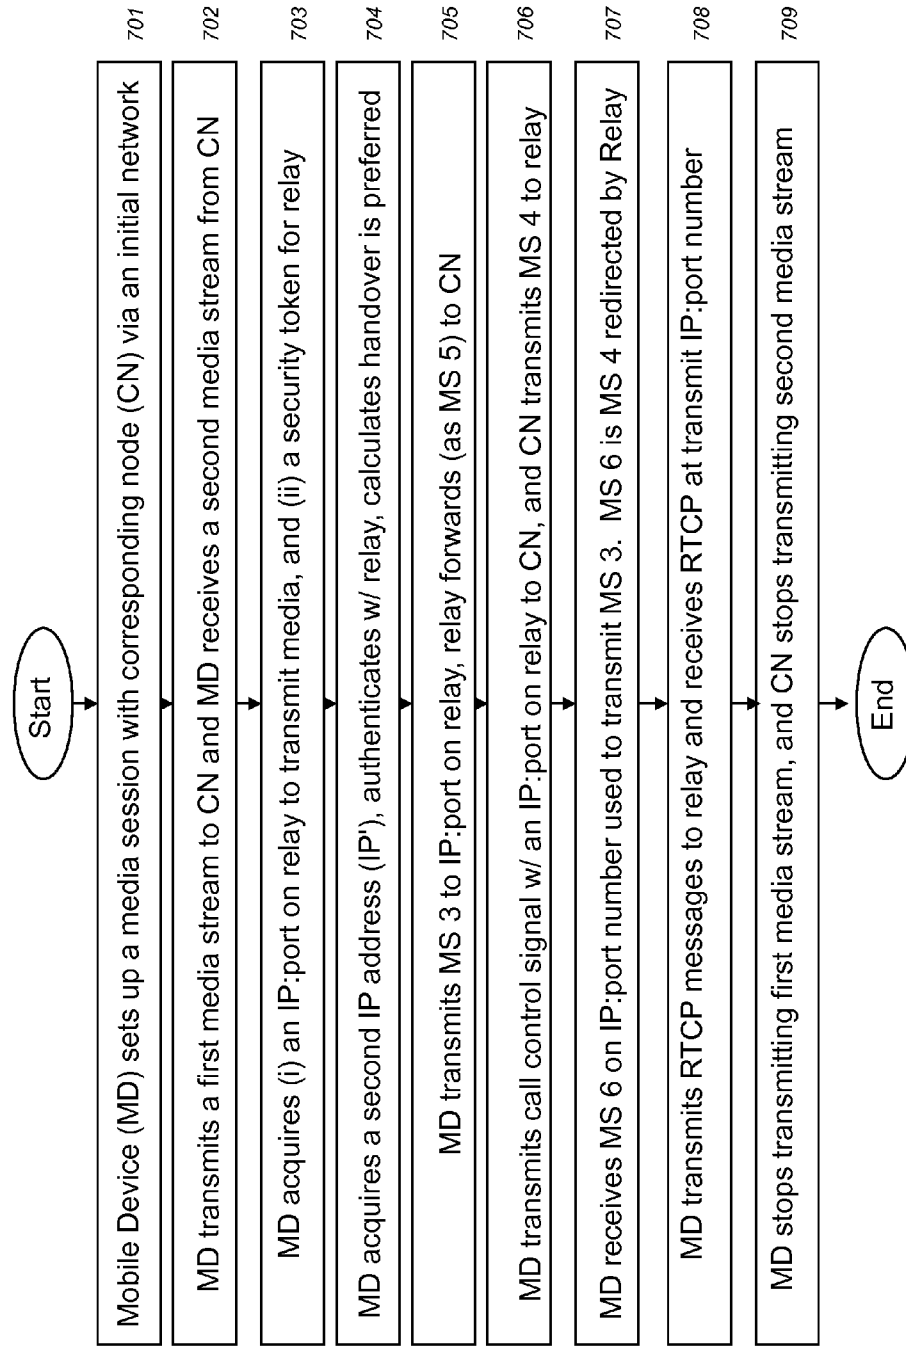 Start
Mobile Device (MD) sets up a media session with corresponding node (CN) via an initial network
701
MD transmits a first media stream to CN and MD receives a second media stream from CN
702
MD acquires (i) an IP:port on relay to transmit media, and (ii) a security token for relay
703
MD acquires a second IP address (IP'), authenticates w/ relay, calculates handover is preferred
704
MD transmits MS 3 to IP:port on relay, relay forwards (as MS 5) to CN
705
MD transmits call control signal w/ an IP:port on relay to CN, and CN transmits MS 4 to relay
706
MD receives MS 6 on IP:port number used to transmit MS 3. MS 6 is MS 4 redirected by Relay
707
MD transmits RTCP messages to relay and receives RTCP at transmit IP:port number
708
MD stops transmitting first media stream, and CN stops transmitting second media stream
709
End